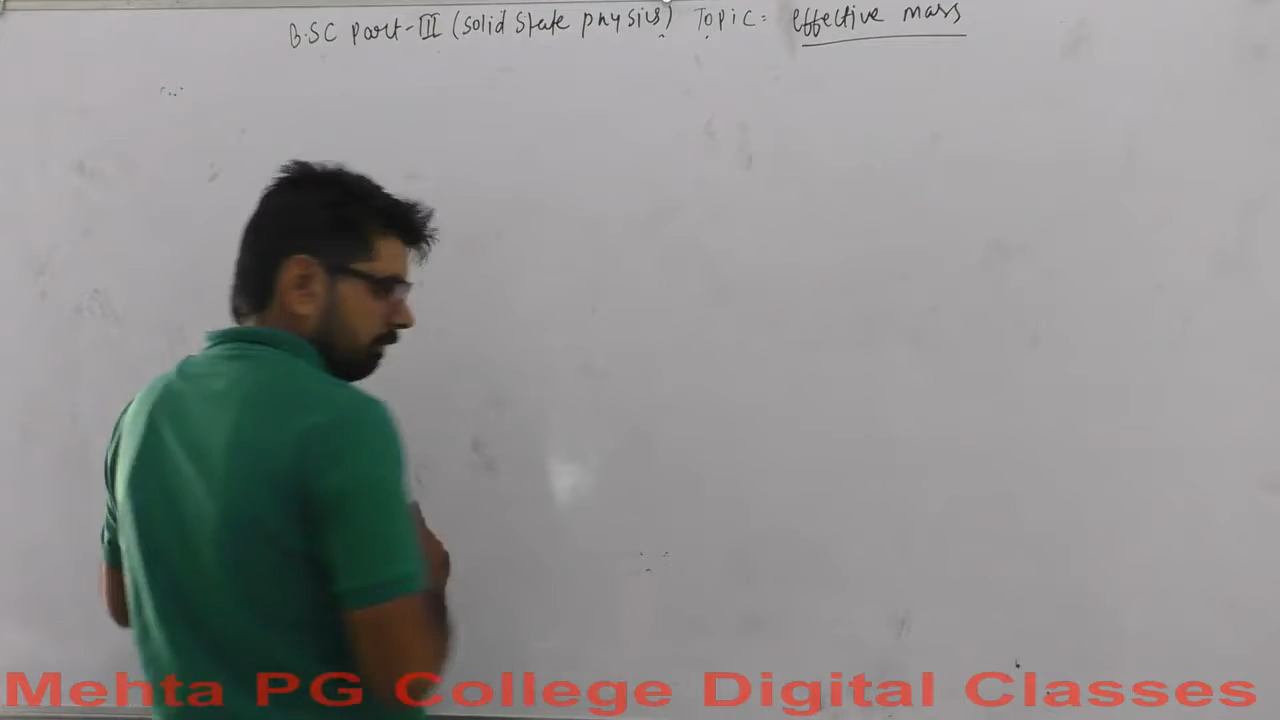 B.SC Part-III (Solid State physics) Topic: effective mass
Mehta PG College Digital Classes